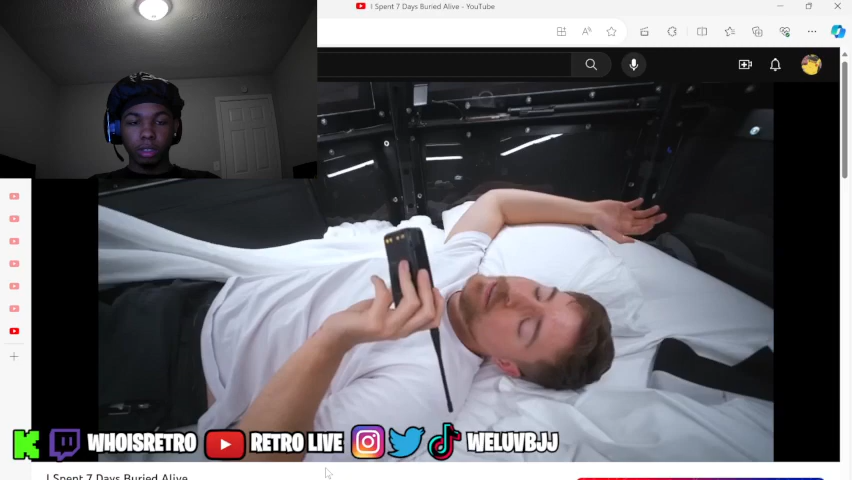 I Spent 7 Days Buried Alive - YouTube
WHOISRETRO RETRO LIVE WELUVBJJ
I Spent 7 Days Buried Alive